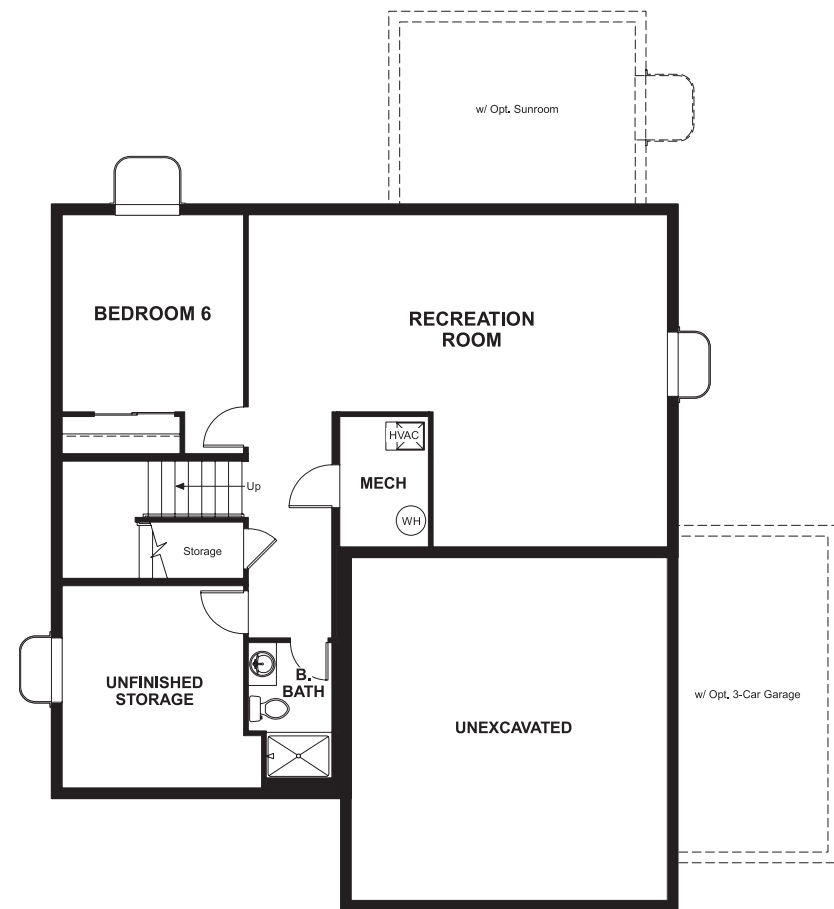 w/ Opt. Sunroom
BEDROOM 6
RECREATION
ROOM
HVAC
MECH
Up
WH
Storage
UNFINISHED
STORAGE
B.
BATH
w/ Opt. 3-Car Garage
UNEXCAVATED